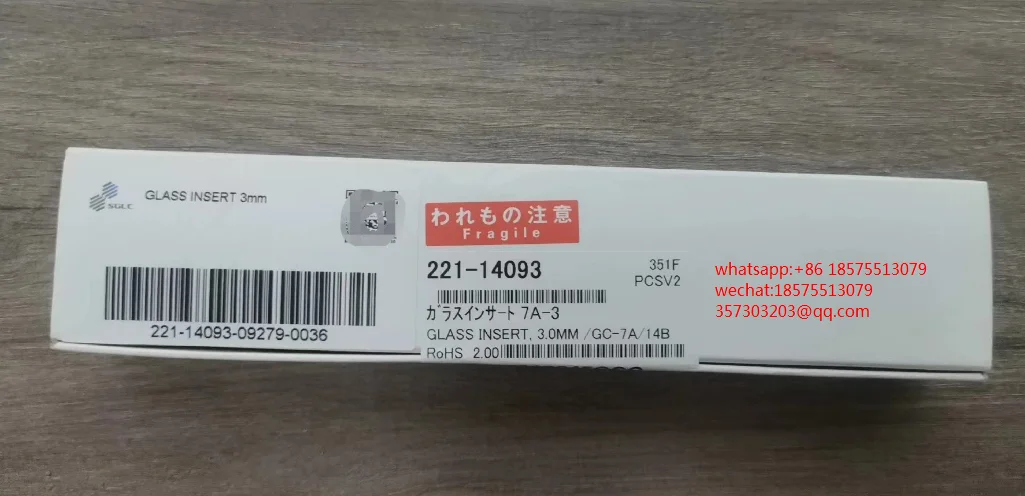 SGLC
GLASS INSERT 3mm
221-14093-09279-0036
われもの注意
Fragile
221-14093
351F
PCSV2
ガラスインサート 7A-3
GLASS INSERT, 3.0MM /GC-7A/14B
RoHS 2.00
whatsapp:+86 18575513079
wechat:18575513079
357303203@qq.com